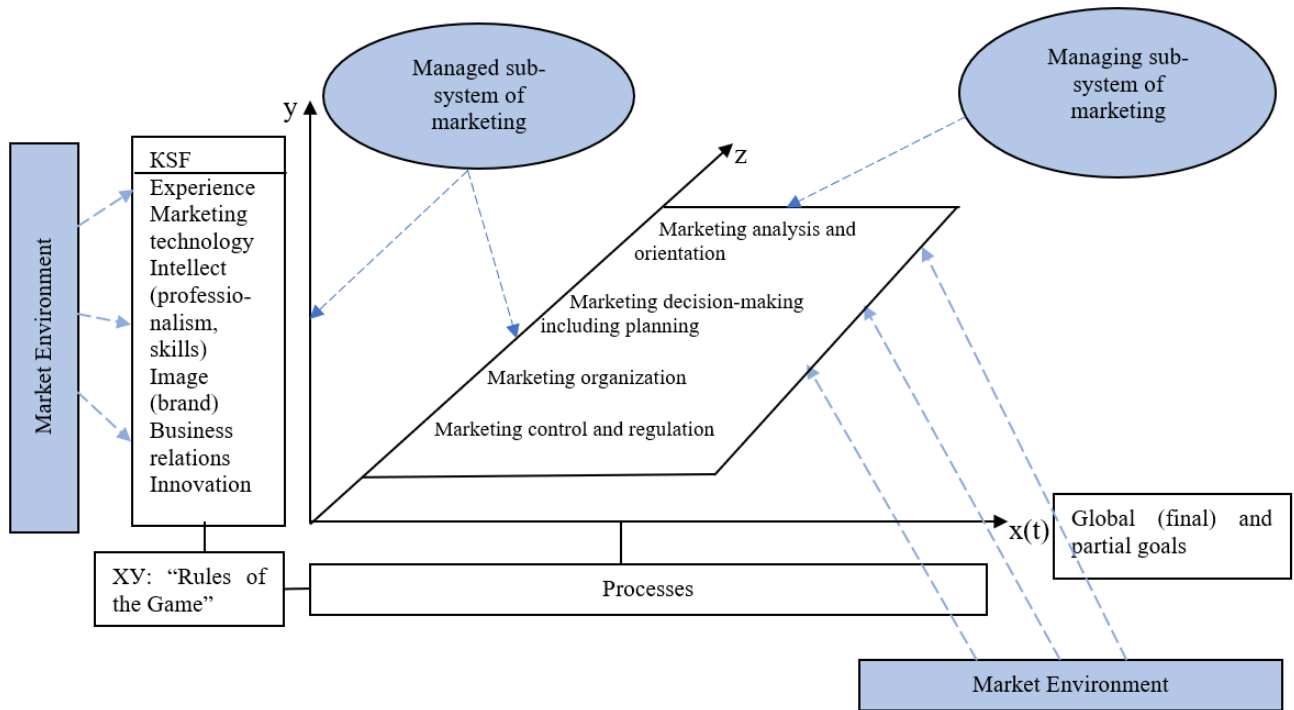 Managed sub-
system of
marketing
Managing sub-
system of
marketing
y
z
x(t)
Market Environment
KSF
Experience
Marketing
technology
Intellect
(professio-
nalism,
skills)
Image
(brand)
Business
relations
Innovation
Marketing analysis and
orientation
Marketing decision-making
including planning
Marketing organization
Marketing control and regulation
Global (final) and
partial goals
ХУ: “Rules of
the Game”
Processes
Market Environment